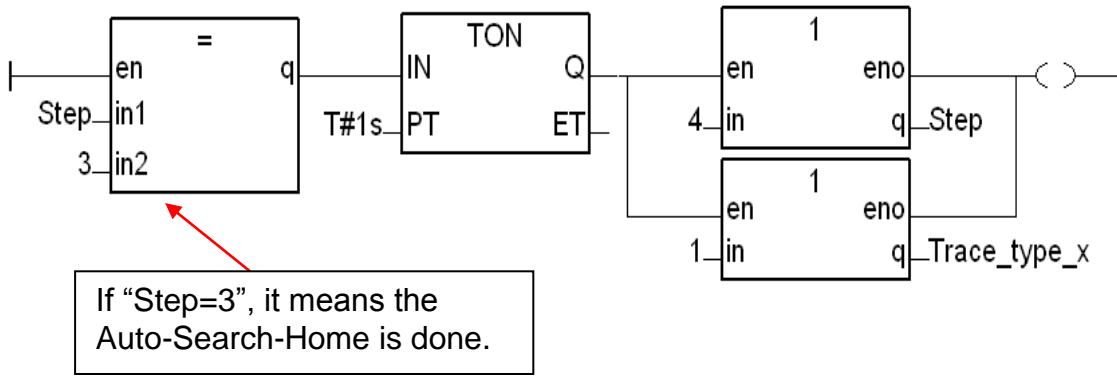 =
en
q
Step
in1
3
in2
TON
IN
Q
T#1s
PT
ET
1
en
eno
4
in
q
Step
1
en
eno
1
in
q
Trace_type_x
If “Step=3”, it means the
Auto-Search-Home is done.